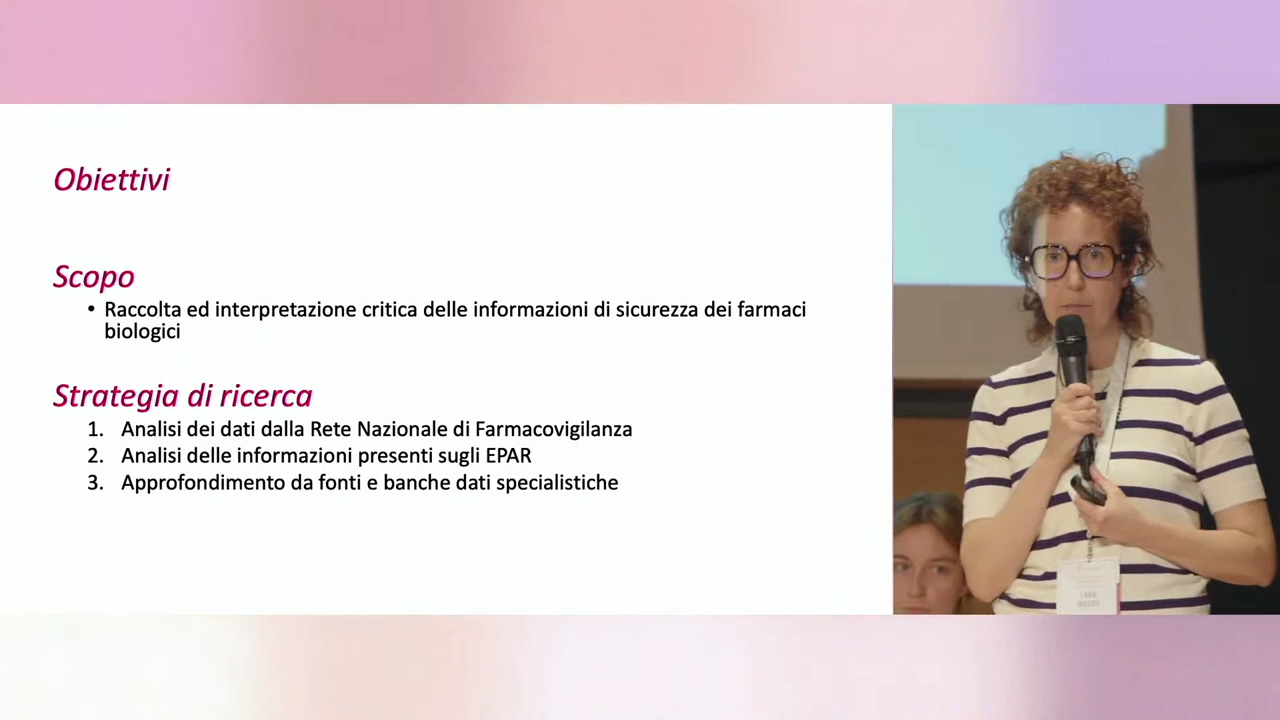 Obiettivi
Scopo
• Raccolta ed interpretazione critica delle informazioni di sicurezza dei farmaci
biologici
Strategia di ricerca
1. Analisi dei dati dalla Rete Nazionale di Farmacovigilanza
2. Analisi delle informazioni presenti sugli EPAR
3. Approfondimento da fonti e banche dati specialistiche